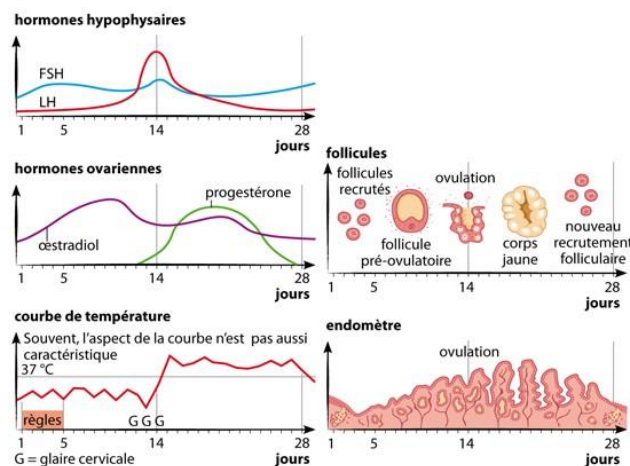 hormones hypophysaires
FSH
LH
1 5 14 28
jours
hormones ovariennes
progestérone
œstradiol
1 5 14 28
jours
courbe de température
Souvent, l'aspect de la courbe n'est pas aussi
caractéristique
37 °C
règles
G G G
1 5 14 28
G = glaire cervicale
jours
follicules
follicules
recrutés
ovulation
follicule
pré-ovulatoire
corps
jaune
nouveau
recrutement
folliculaire
1 5 14 28
jours
endomètre
ovulation
1 5 14 28
jours